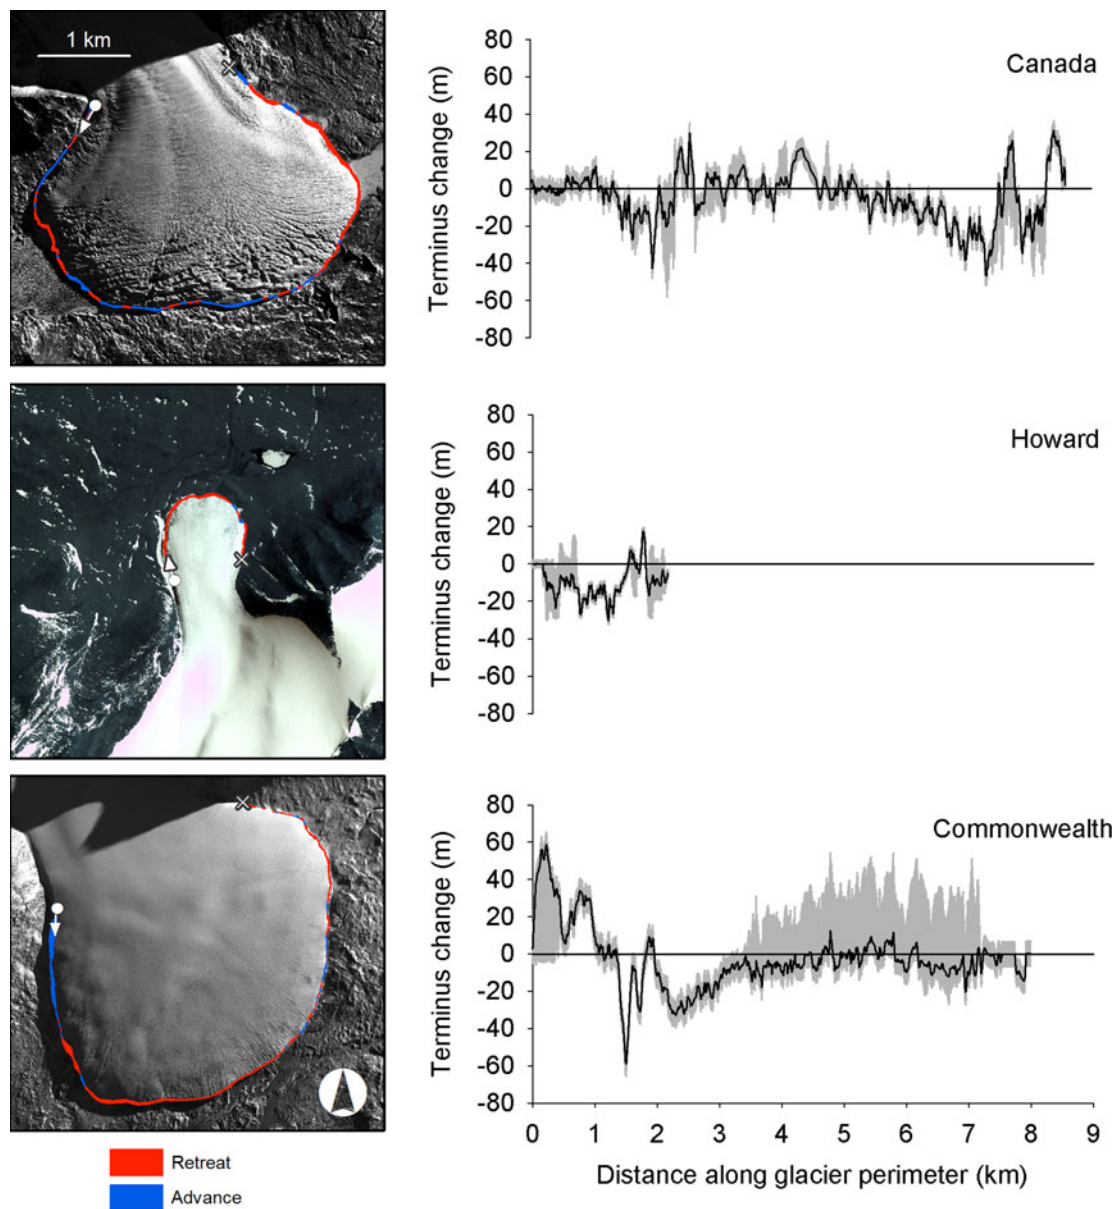 1 km
80
60
40
20
0
-20
-40
-60
-80
Terminus change (m)
Canada
80
60
40
20
0
-20
-40
-60
-80
Terminus change (m)
Howard
80
60
40
20
0
-20
-40
-60
-80
Terminus change (m)
Commonwealth
0 1 2 3 4 5 6 7 8 9
Distance along glacier perimeter (km)
Retreat
Advance